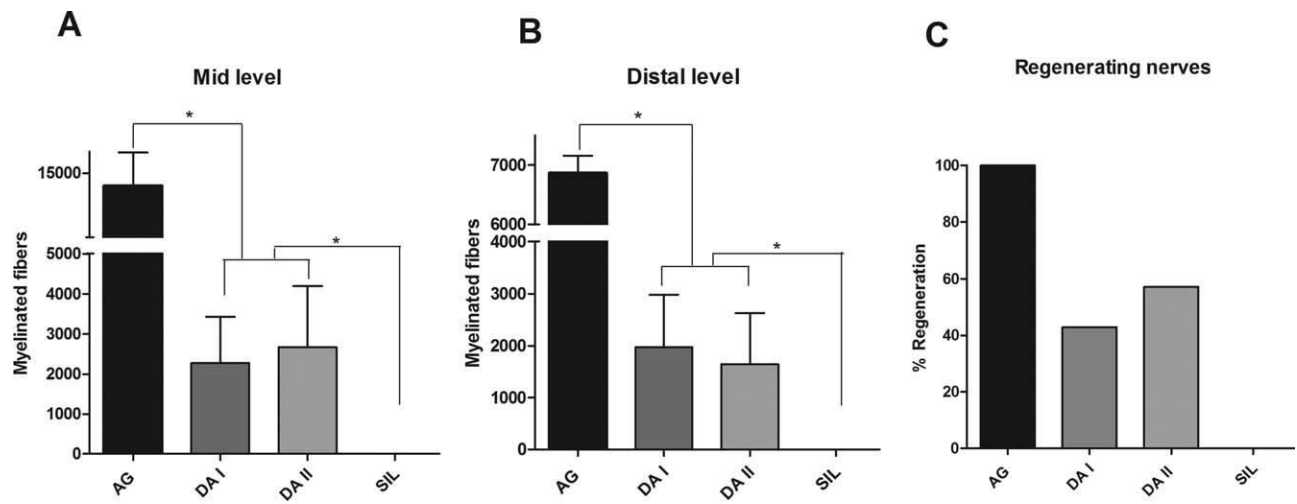 A
Mid level
*
15000
5000
*
4000
3000
2000
1000
0
Myelinated fibers
AG
DA I
DA II
SIL
B
Distal level
*
7000
6000
4000
*
3000
2000
1000
0
Myelinated fibers
AG
DA I
DA II
SIL
C
Regenerating nerves
100
80
60
40
20
0
% Regeneration
AG
DA I
DA II
SIL